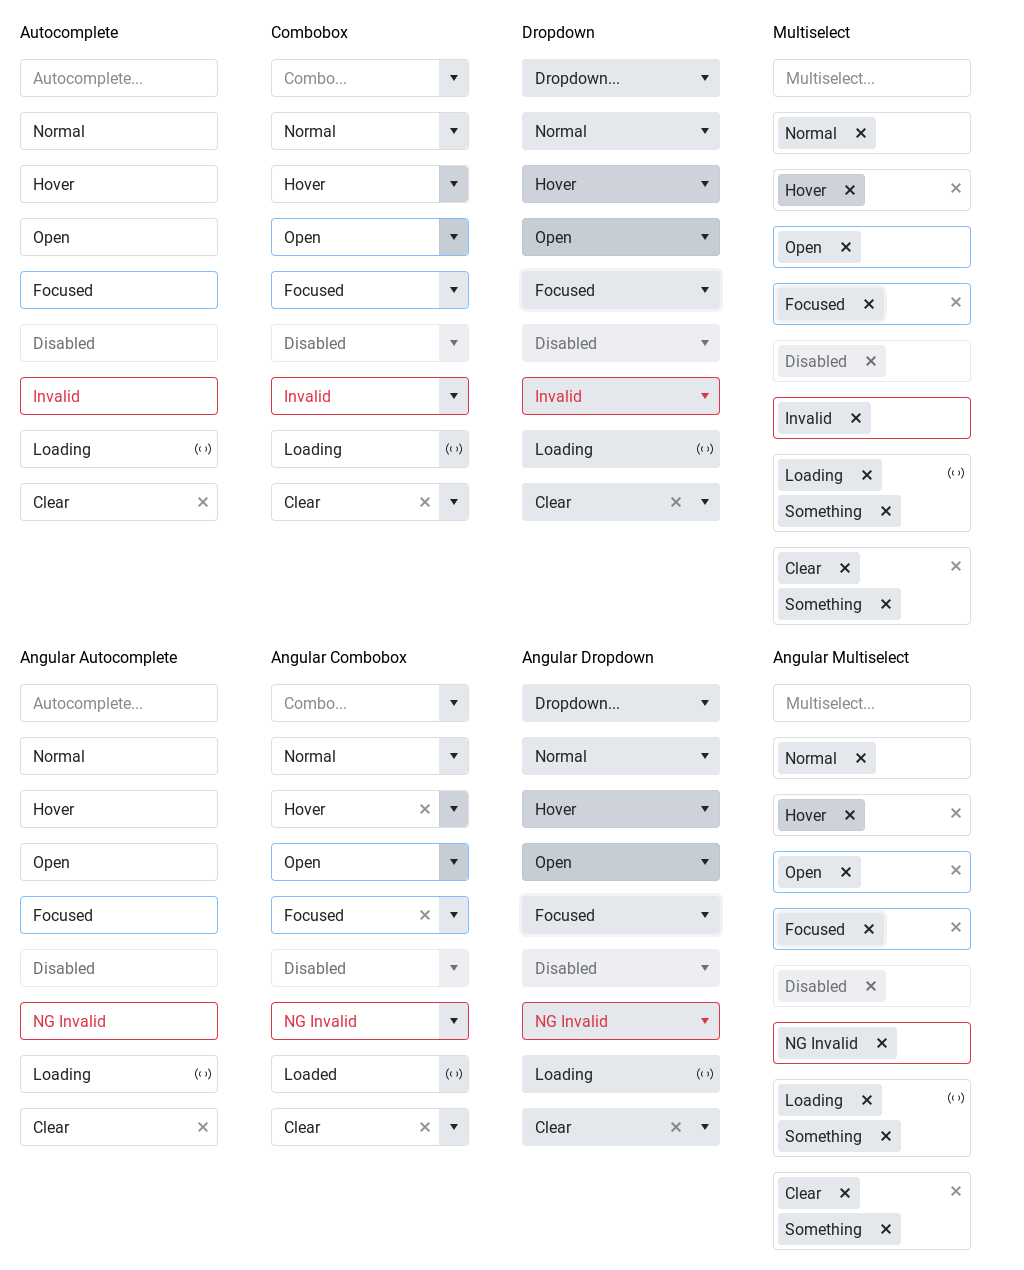 Autocomplete
Autocomplete...
Normal
Hover
Open
Focused
Disabled
Invalid
Loading
Clear
Combobox
Combo...
Normal
Hover
Open
Focused
Disabled
Invalid
Loading
Clear
Dropdown
Dropdown...
Normal
Hover
Open
Focused
Disabled
Invalid
Loading
Clear
Multiselect
Multiselect...
Normal
Hover
Open
Focused
Disabled
Invalid
Loading
Something
Clear
Something
Angular Autocomplete
Autocomplete...
Normal
Hover
Open
Focused
Disabled
NG Invalid
Loading
Clear
Angular Combobox
Combo...
Normal
Hover
Open
Focused
Disabled
NG Invalid
Loaded
Clear
Angular Dropdown
Dropdown...
Normal
Hover
Open
Focused
Disabled
NG Invalid
Loading
Clear
Angular Multiselect
Multiselect...
Normal
Hover
Open
Focused
Disabled
NG Invalid
Loading
Something
Clear
Something